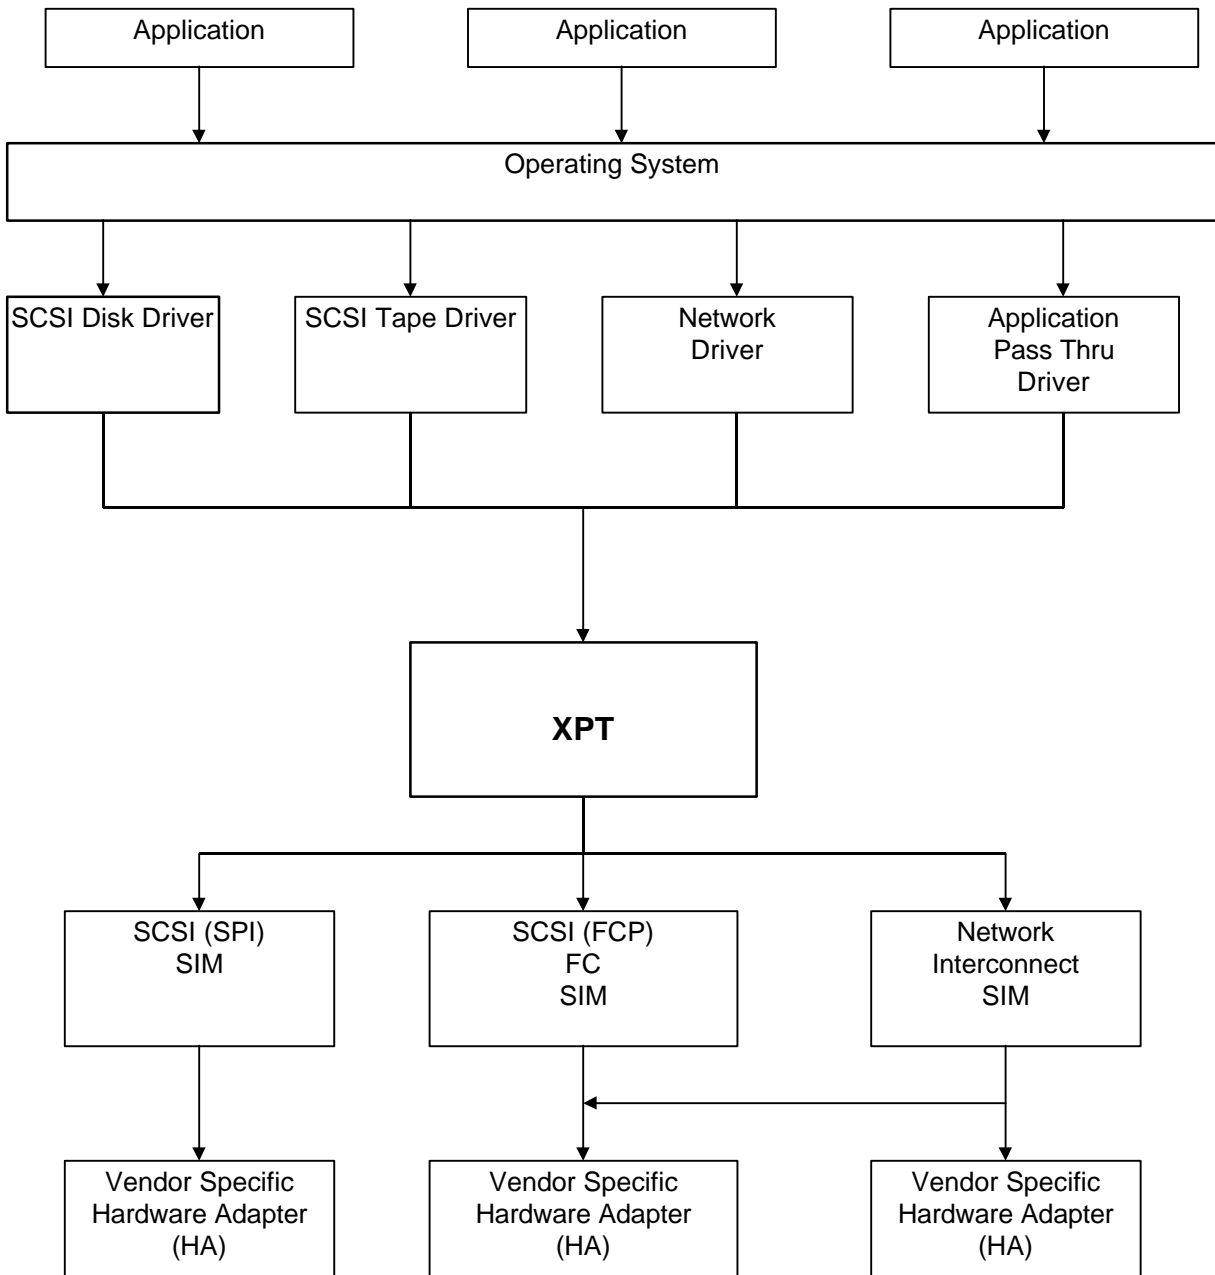 Application
Application
Application
Operating System
SCSI Disk Driver
SCSI Tape Driver
Network
Driver
Application
Pass Thru
Driver
XPT
SCSI (SPI)
SIM
SCSI (FCP)
FC
SIM
Network
Interconnect
SIM
Vendor Specific
Hardware Adapter
(HA)
Vendor Specific
Hardware Adapter
(HA)
Vendor Specific
Hardware Adapter
(HA)